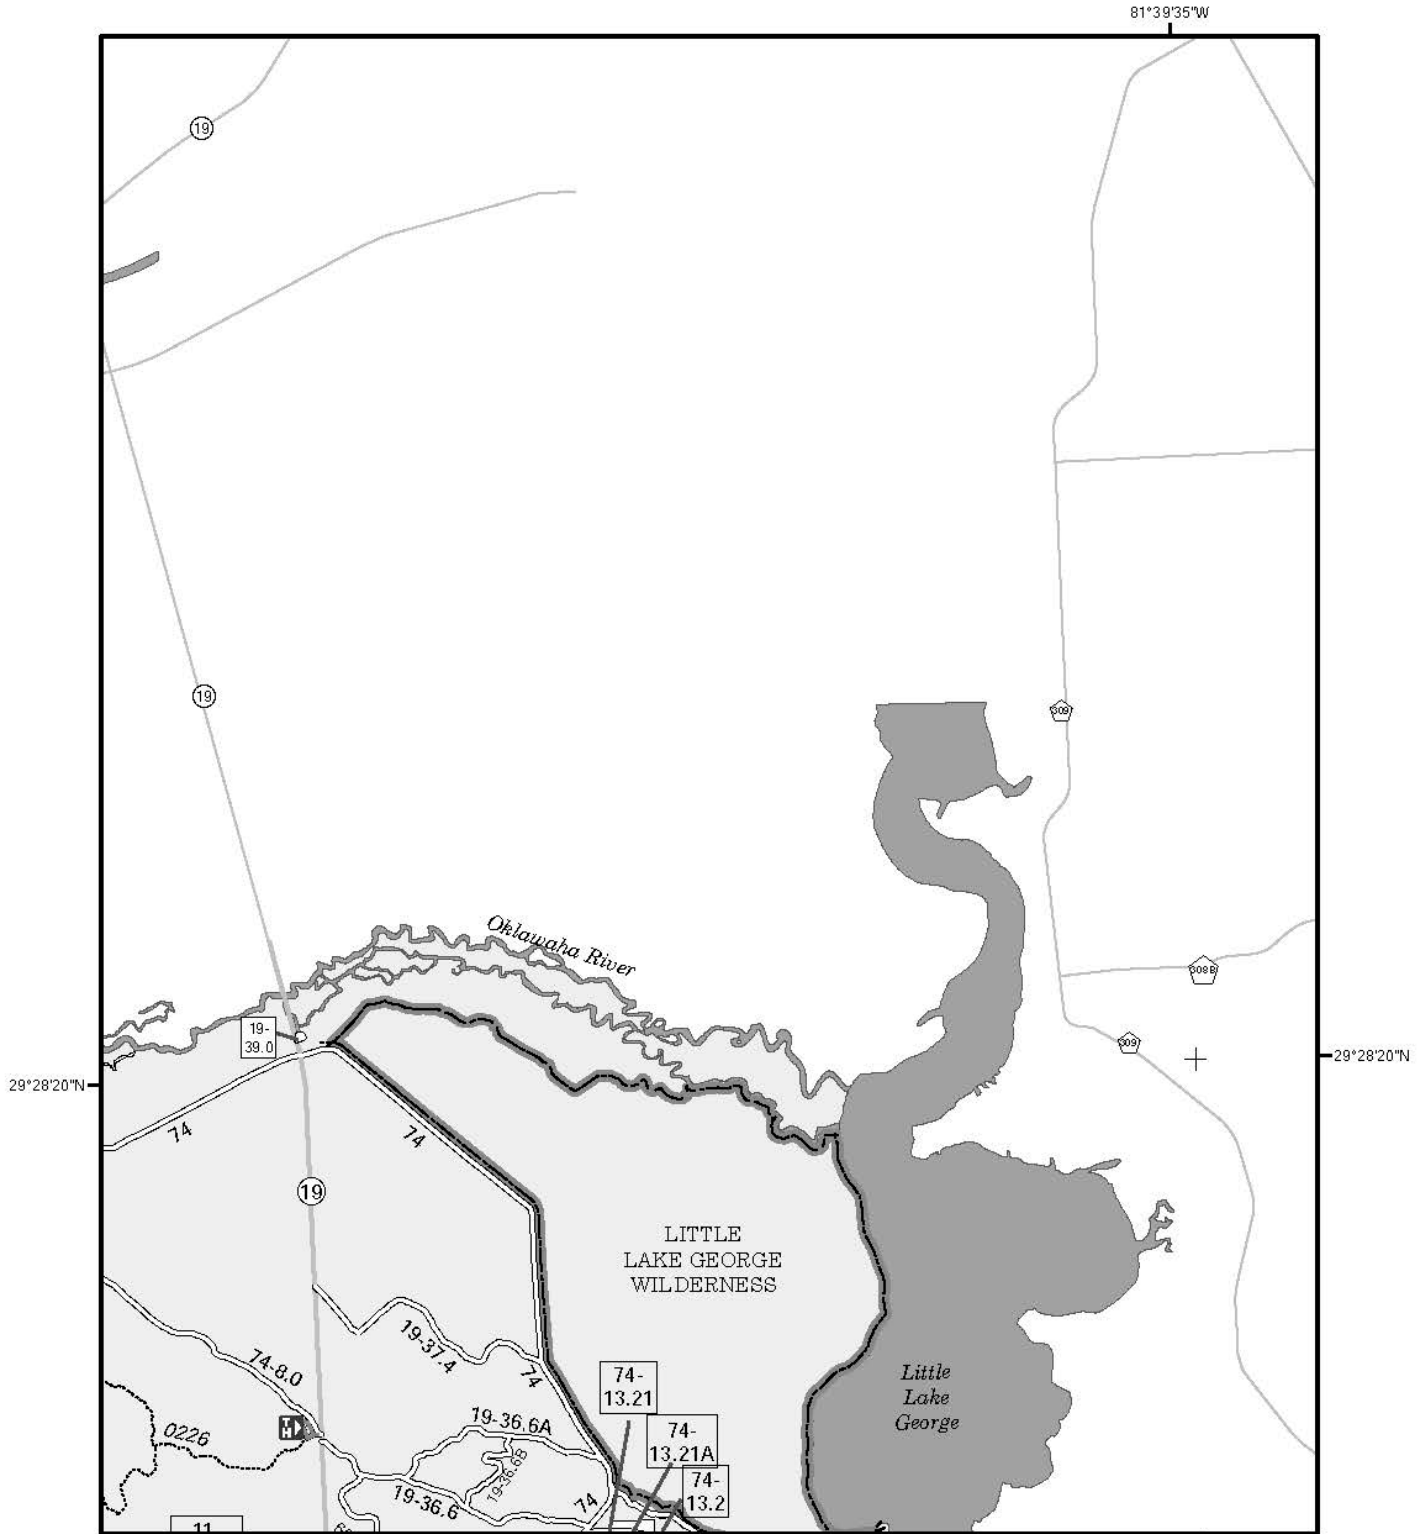 81°39'35"W
19
19
309
Oklawaha River
308B
19-
39.0
309
29°28'20"N
29°28'20"N
74
74
19
LITTLE
LAKE GEORGE
WILDERNESS
19-37.4
74-8.0
74
74-
13.21
Little
Lake
George
19-36.6A
0226
TH
74-
13.21A
19-36.6B
74-
13.2
19-36.6
74
11